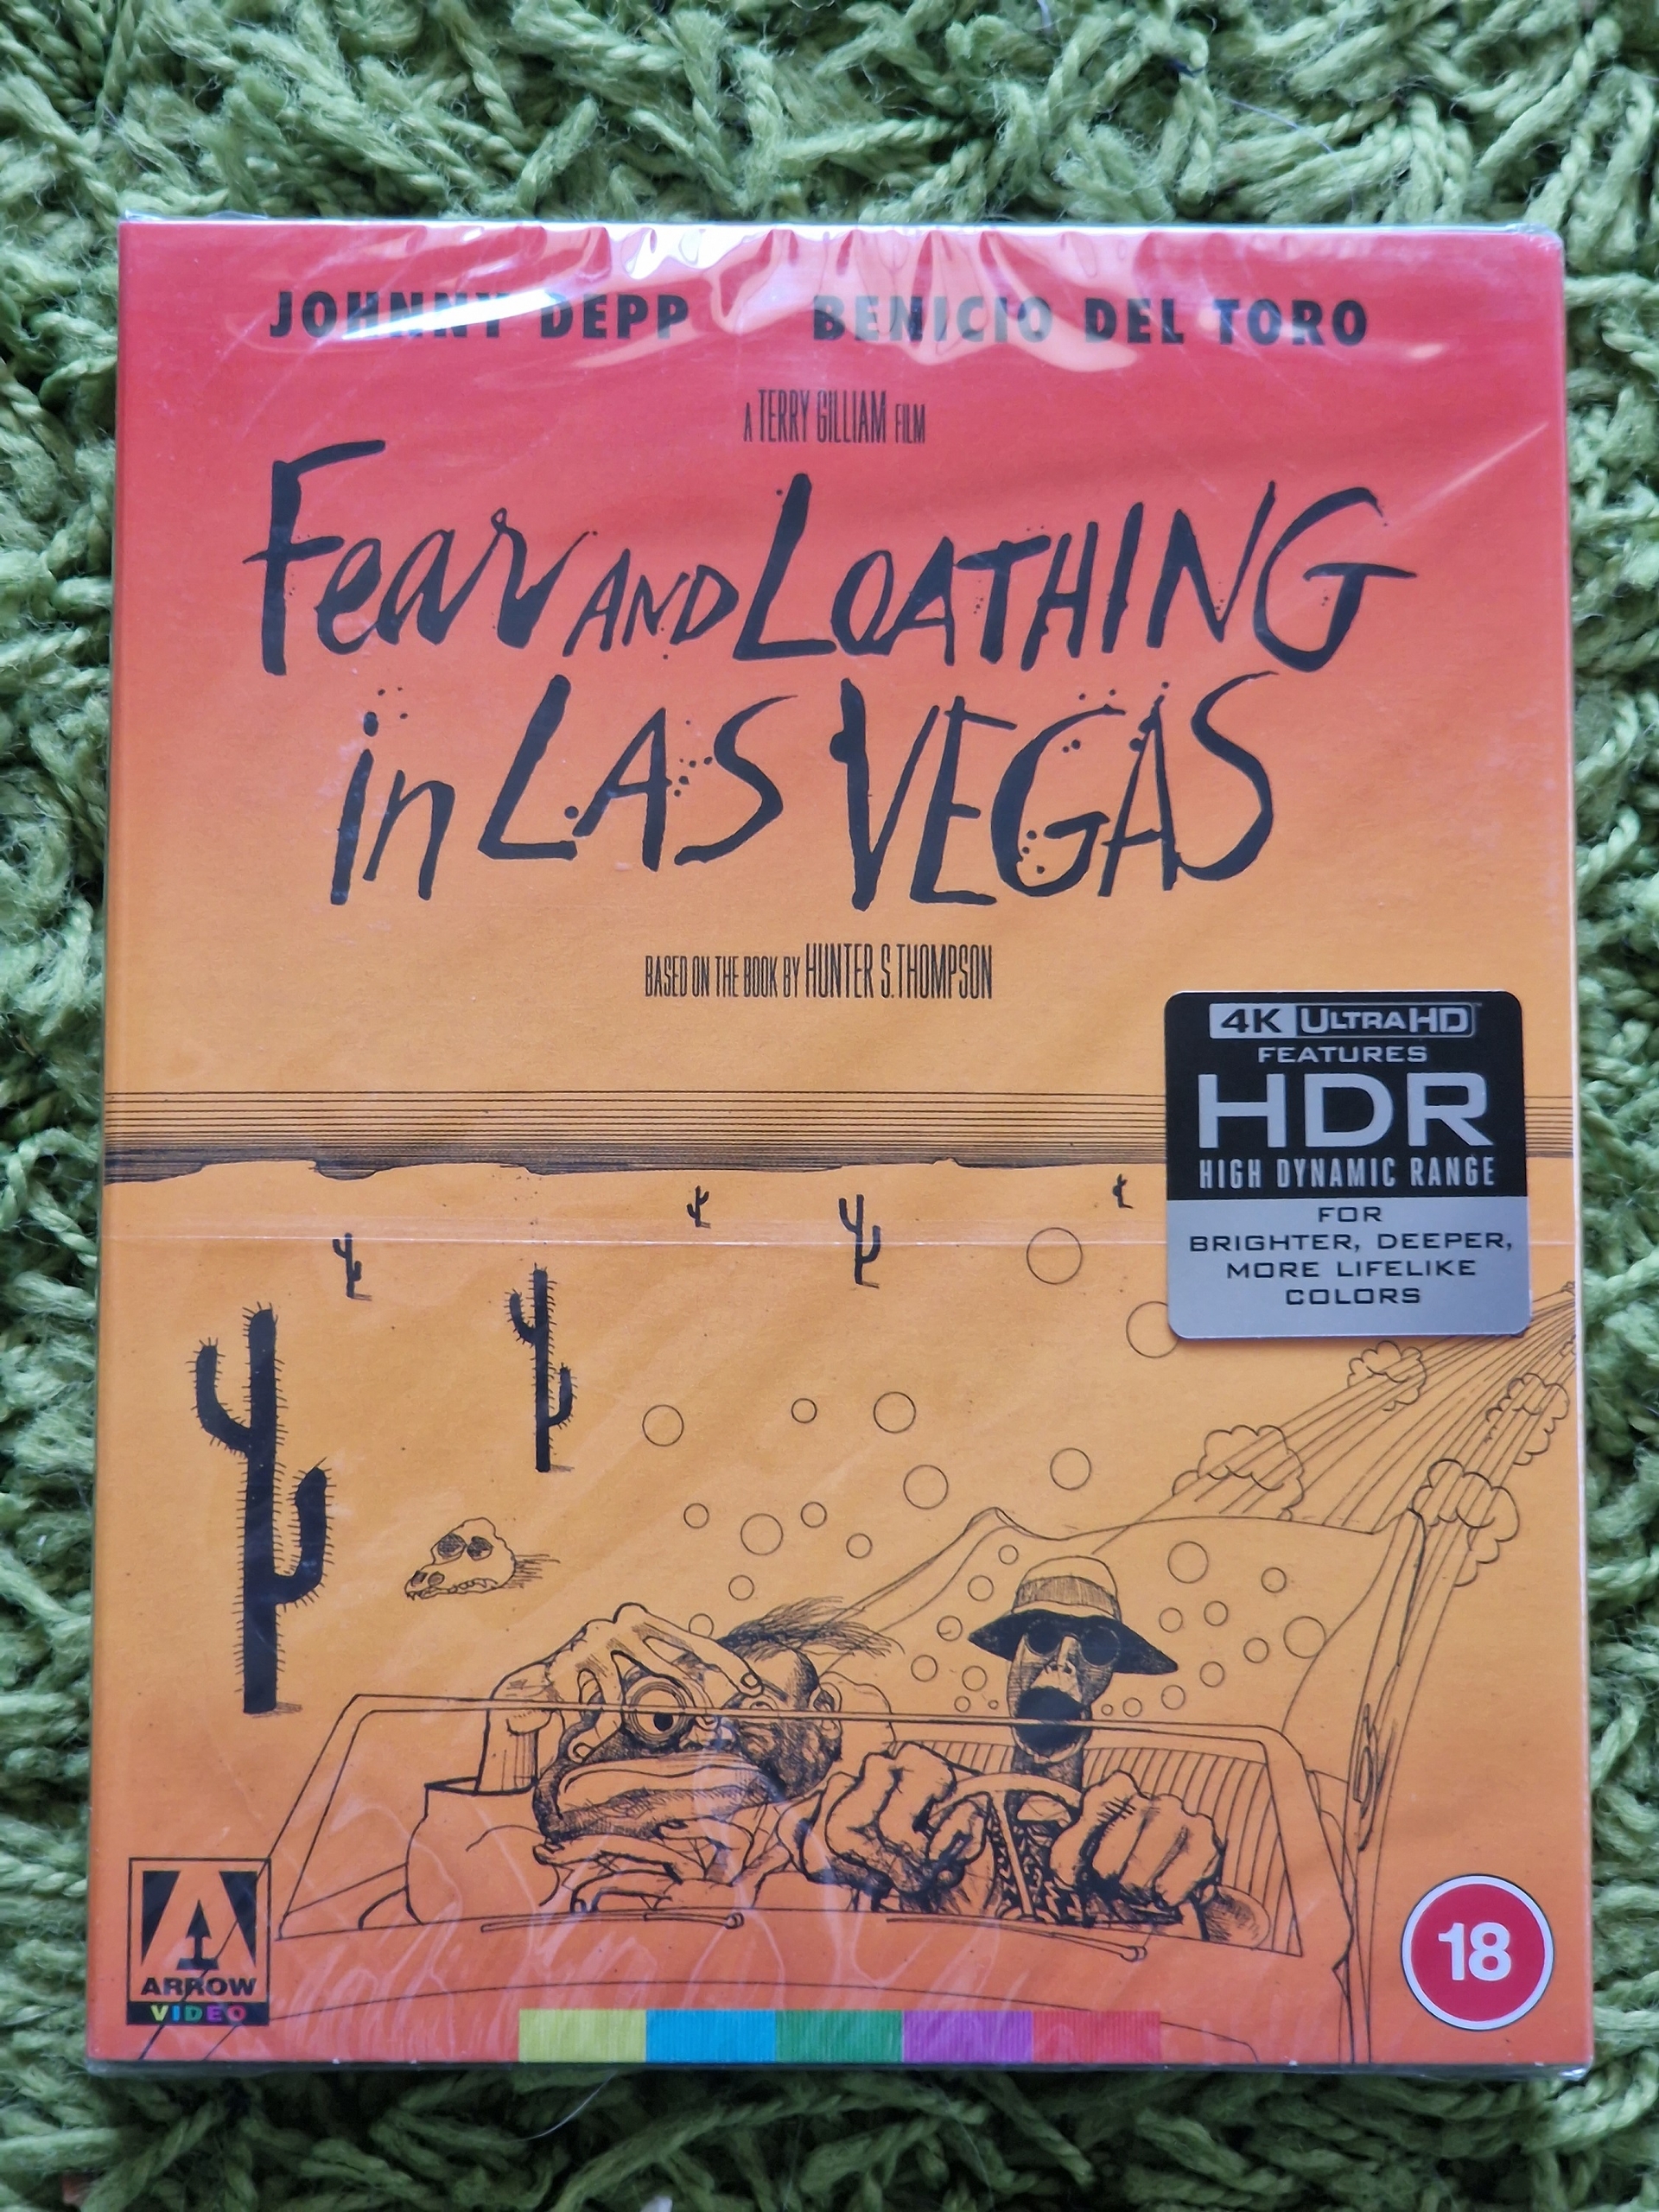 JOHNNY DEPP BENICIO DEL TORO
A TERRY GILLIAM FILM
Fear AND LOATHING
in LAS VEGAS
BASED ON THE BOOK BY HUNTER S. THOMPSON
4K ULTRA HD™
FEATURES
HDR
HIGH DYNAMIC RANGE
FOR
BRIGHTER, DEEPER,
MORE LIFELIKE
COLORS
A
ARROW
VIDEO
18